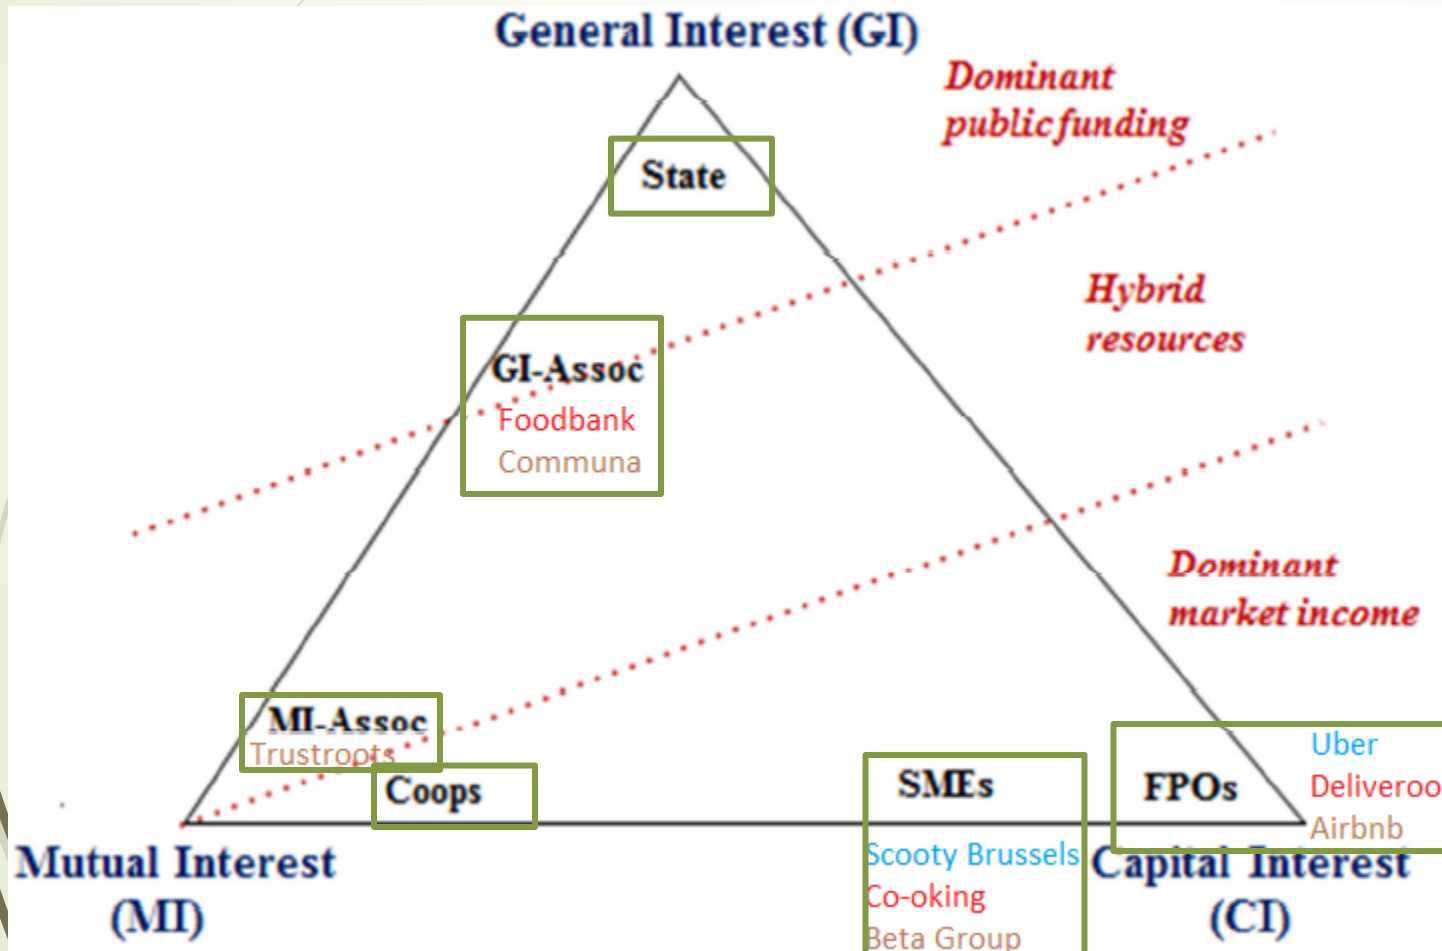 General Interest (GI)
Dominant
public funding
State
Hybrid
resources
GI-Assoc
Foodbank
Communa
Dominant
market income
MI-Assoc
Trustroots
Coops
SMEs
Scooty Brussels
Co-oking
Beta Group
FPOs
Uber
Deliveroo
Airbnb
Mutual Interest
(MI)
Capital Interest
(CI)